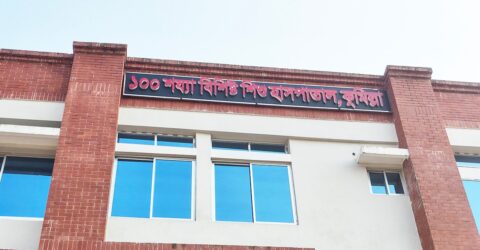 ১০০ শয্যা বিশিষ্ট শিশু হাসপাতাল, কুমিল্লা